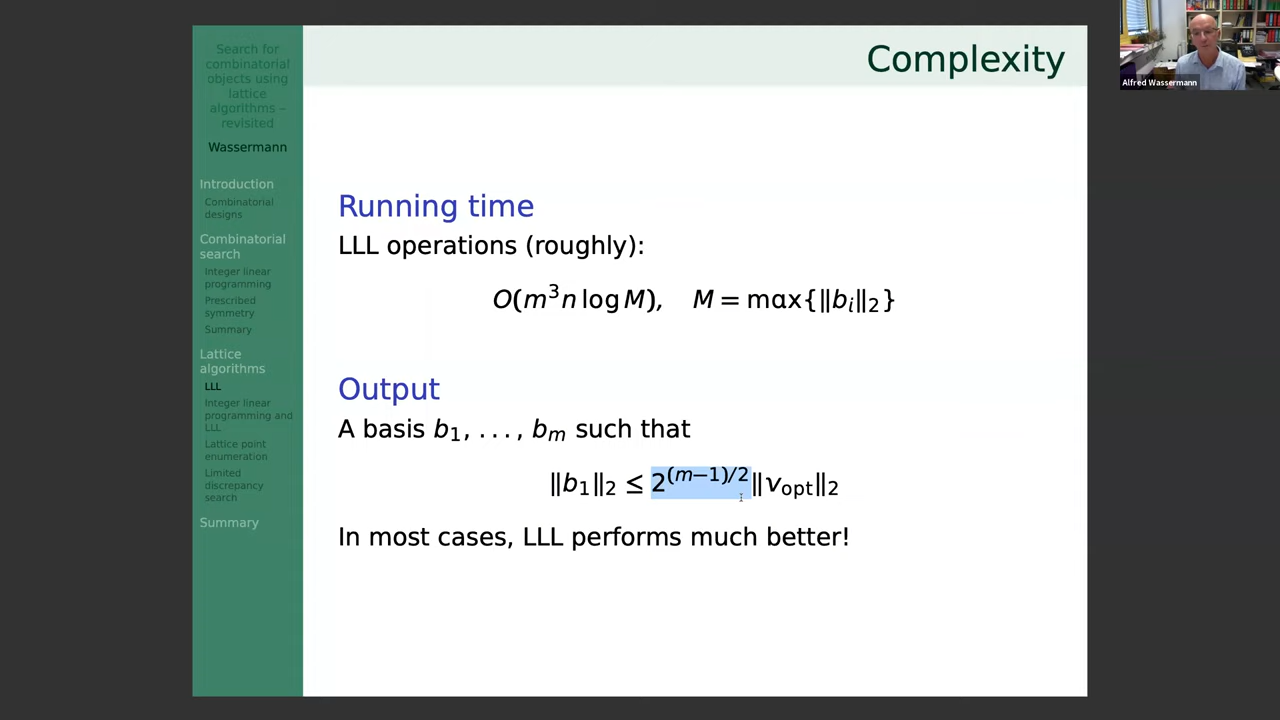 Search for
combinatorial
objects using
lattice
algorithms –
revisited
Wassermann
Introduction
Combinatorial
designs
Combinatorial
search
Integer linear
programming
Prescribed
symmetry
Summary
Lattice
algorithms
LLL
Integer linear
programming and
LLL
Lattice point
enumeration
Limited
discrepancy
search
Summary
Complexity
Running time
LLL operations (roughly):
O(m³n log M), M = max{‖bᵢ‖₂}
Output
A basis b₁, . . . , bₘ such that
‖b₁‖₂ ≤ 2^(m−1)/2‖v_opt‖₂
In most cases, LLL performs much better!
Alfred Wassermann